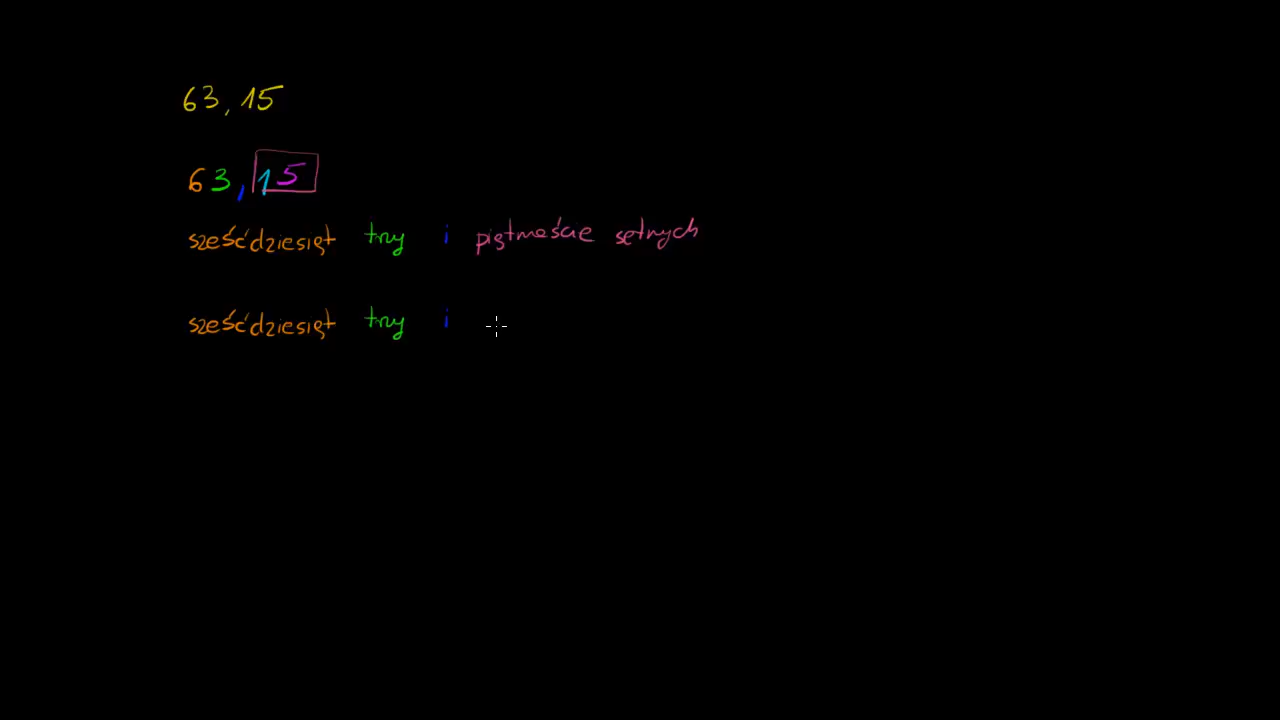 63,15
63,15
sześćdziesiąt trzy i piętnaście setnych
sześćdziesiąt trzy i